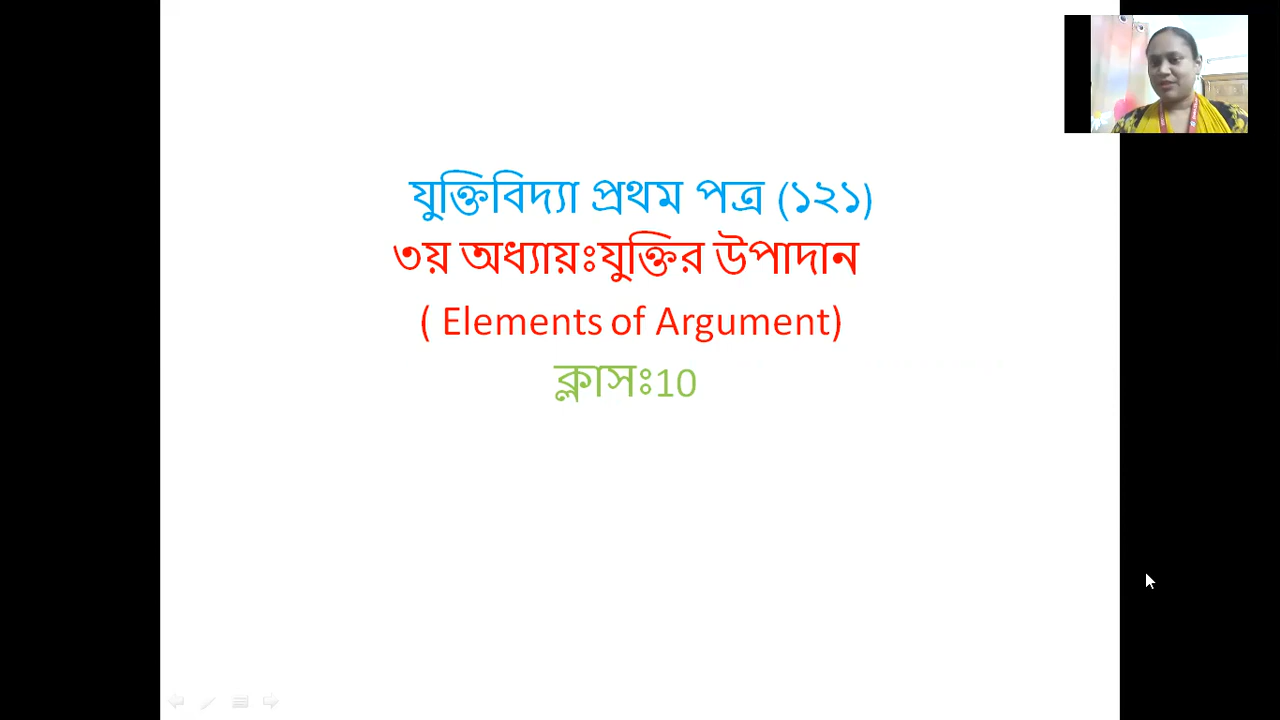 যুক্তিবিদ্যা প্রথম পত্র (১২১)
৩য় অধ্যায়ঃযুক্তির উপাদান
( Elements of Argument)
ক্লাসঃ10